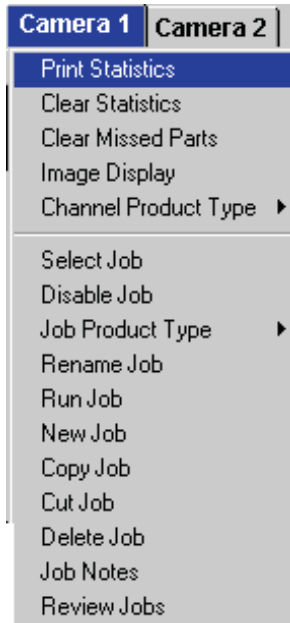 Camera 1 Camera 2
Print Statistics
Clear Statistics
Clear Missed Parts
Image Display
Channel Product Type
Select Job
Disable Job
Job Product Type
Rename Job
Run Job
New Job
Copy Job
Cut Job
Delete Job
Job Notes
Review Jobs